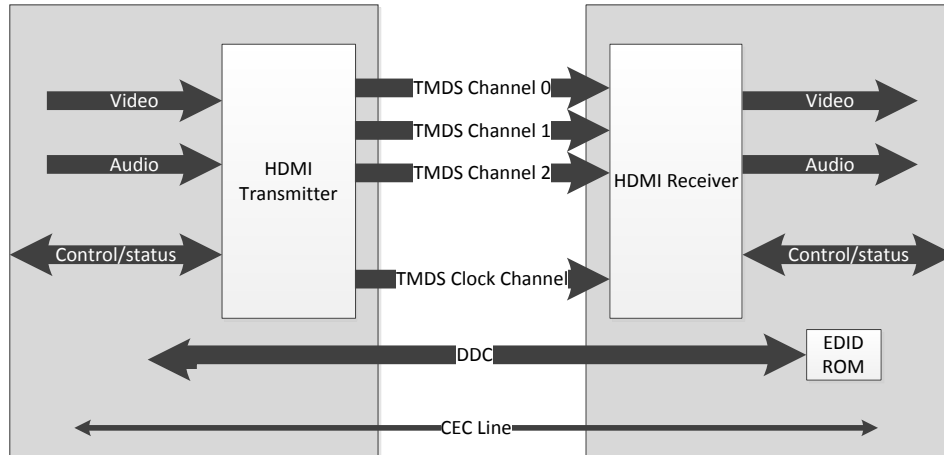 Video
Audio
Control/status
HDMI
Transmitter
TMDS Channel 0
TMDS Channel 1
TMDS Channel 2
TMDS Clock Channel
HDMI Receiver
Video
Audio
Control/status
DDC
EDID
ROM
CEC Line